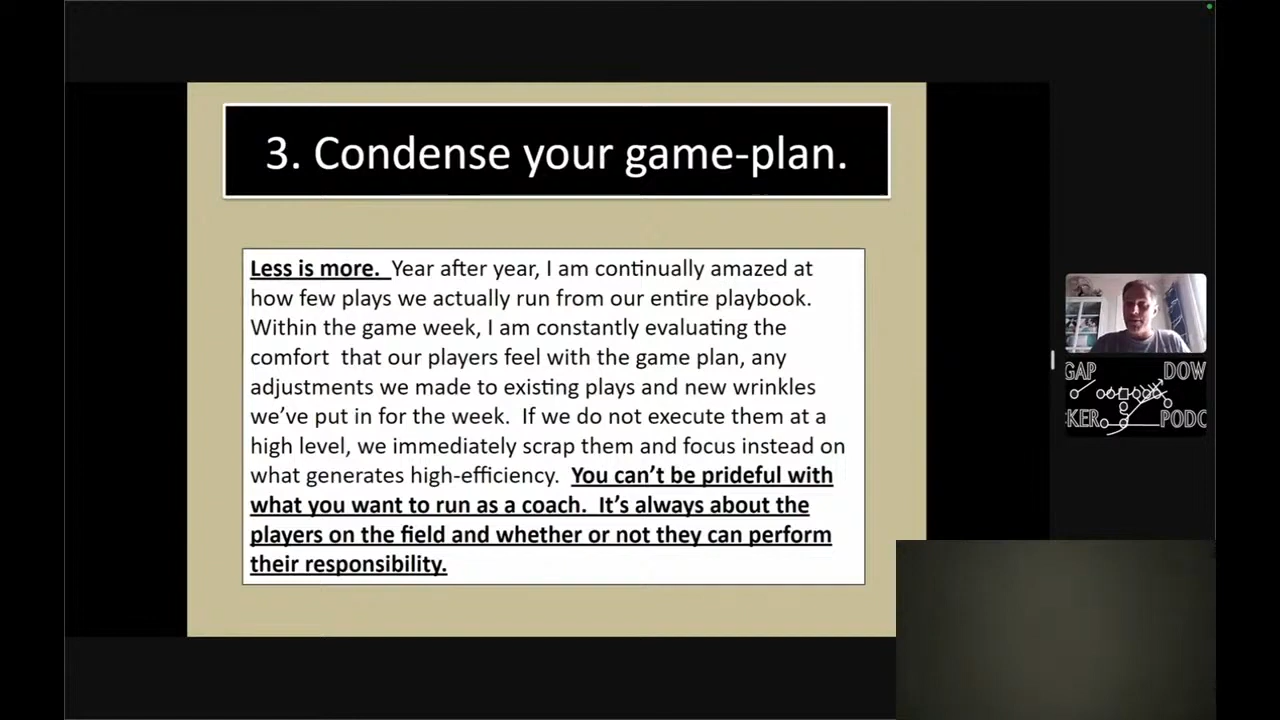 3. Condense your game-plan.
Less is more. Year after year, I am continually amazed at
how few plays we actually run from our entire playbook.
Within the game week, I am constantly evaluating the
comfort that our players feel with the game plan, any
adjustments we made to existing plays and new wrinkles
we've put in for the week. If we do not execute them at a
high level, we immediately scrap them and focus instead on
what generates high-efficiency. You can't be prideful with
what you want to run as a coach. It's always about the
players on the field and whether or not they can perform
their responsibility.
GAP DOW
KER PODC